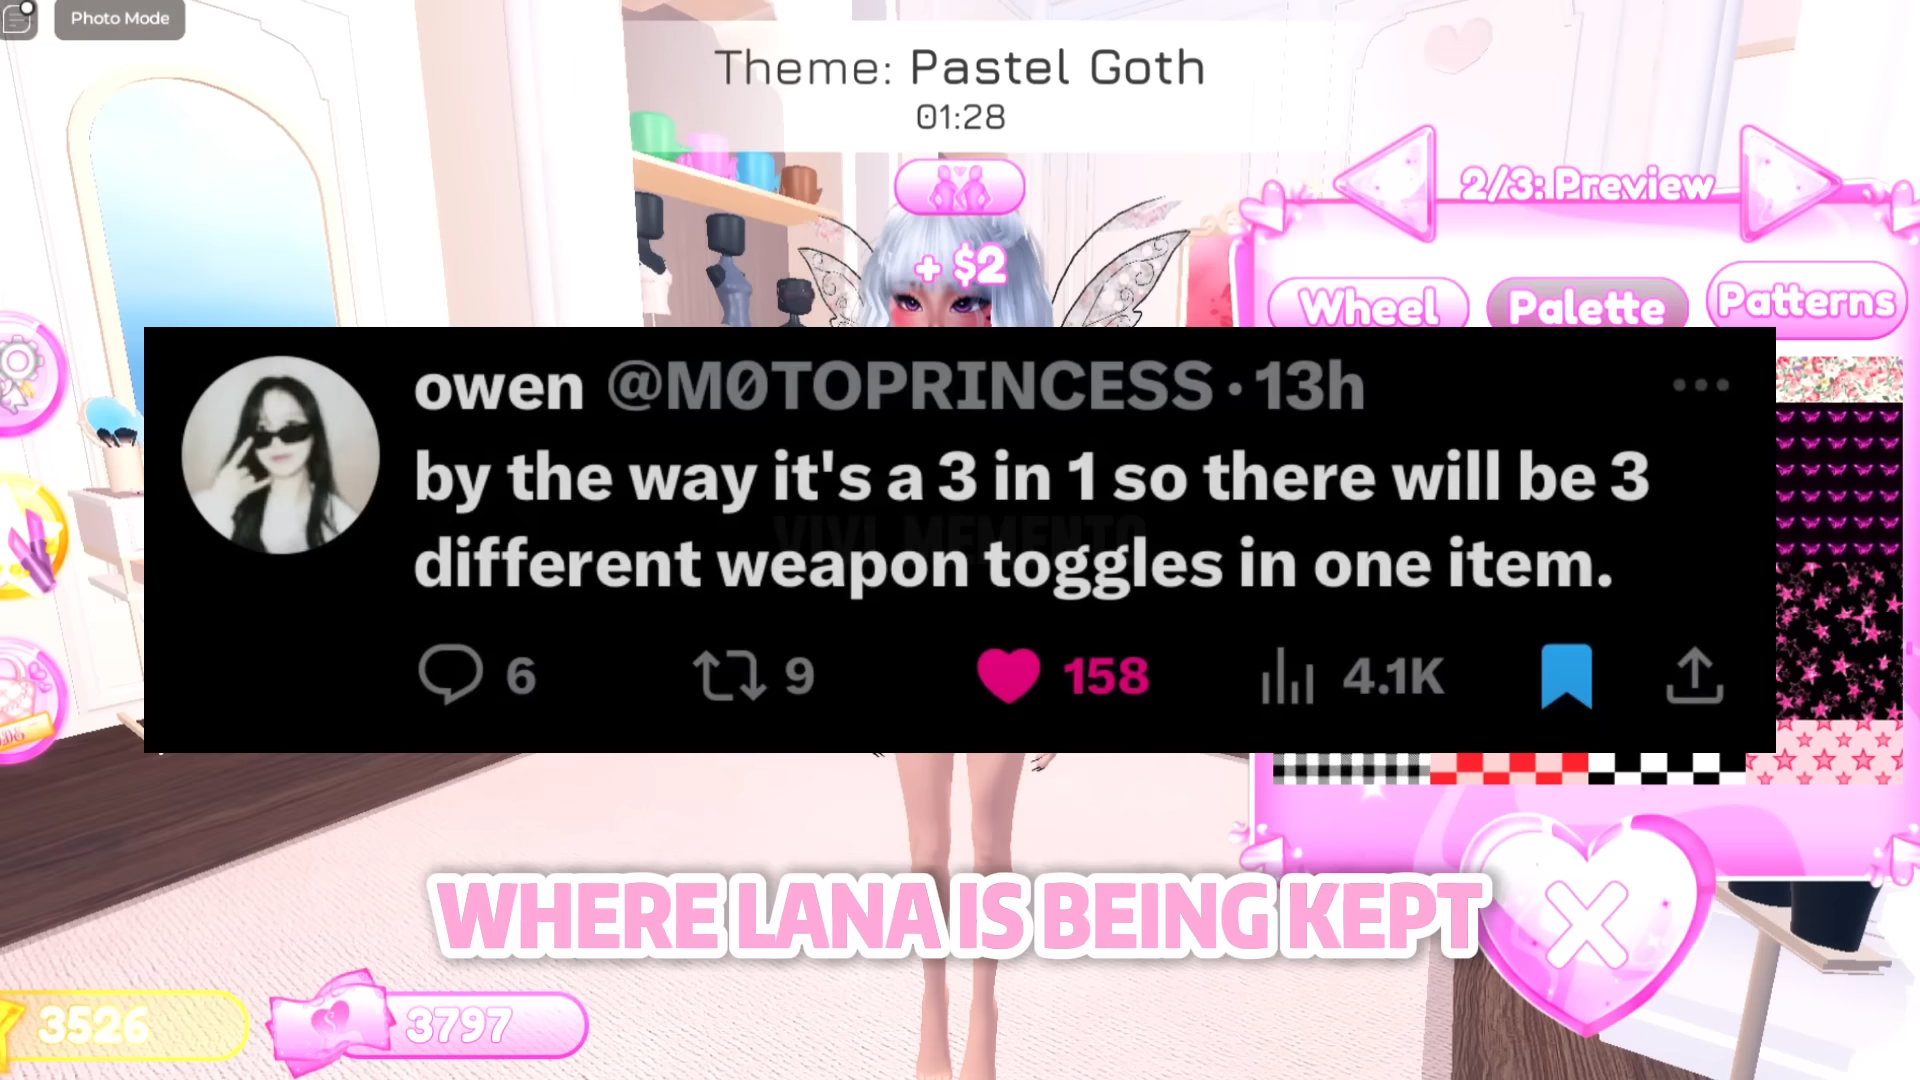 Photo Mode
Theme: Pastel Goth
01:28
2/3: Preview
+ $2
Wheel
Palette
Patterns
owen @M0TOPRINCESS · 13h
by the way it's a 3 in 1 so there will be 3
different weapon toggles in one item.
VIVI MEMENTO
6
9
158
4.1K
WHERE LANA IS BEING KEPT
3526
3797